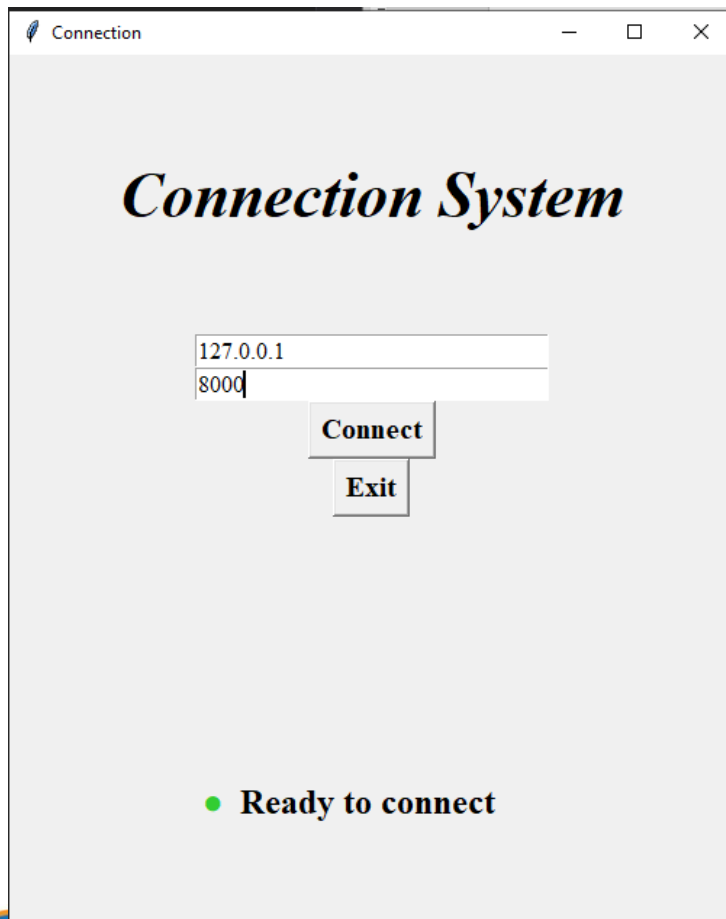 Connection
Connection System
127.0.0.1
8000
Connect
Exit
Ready to connect